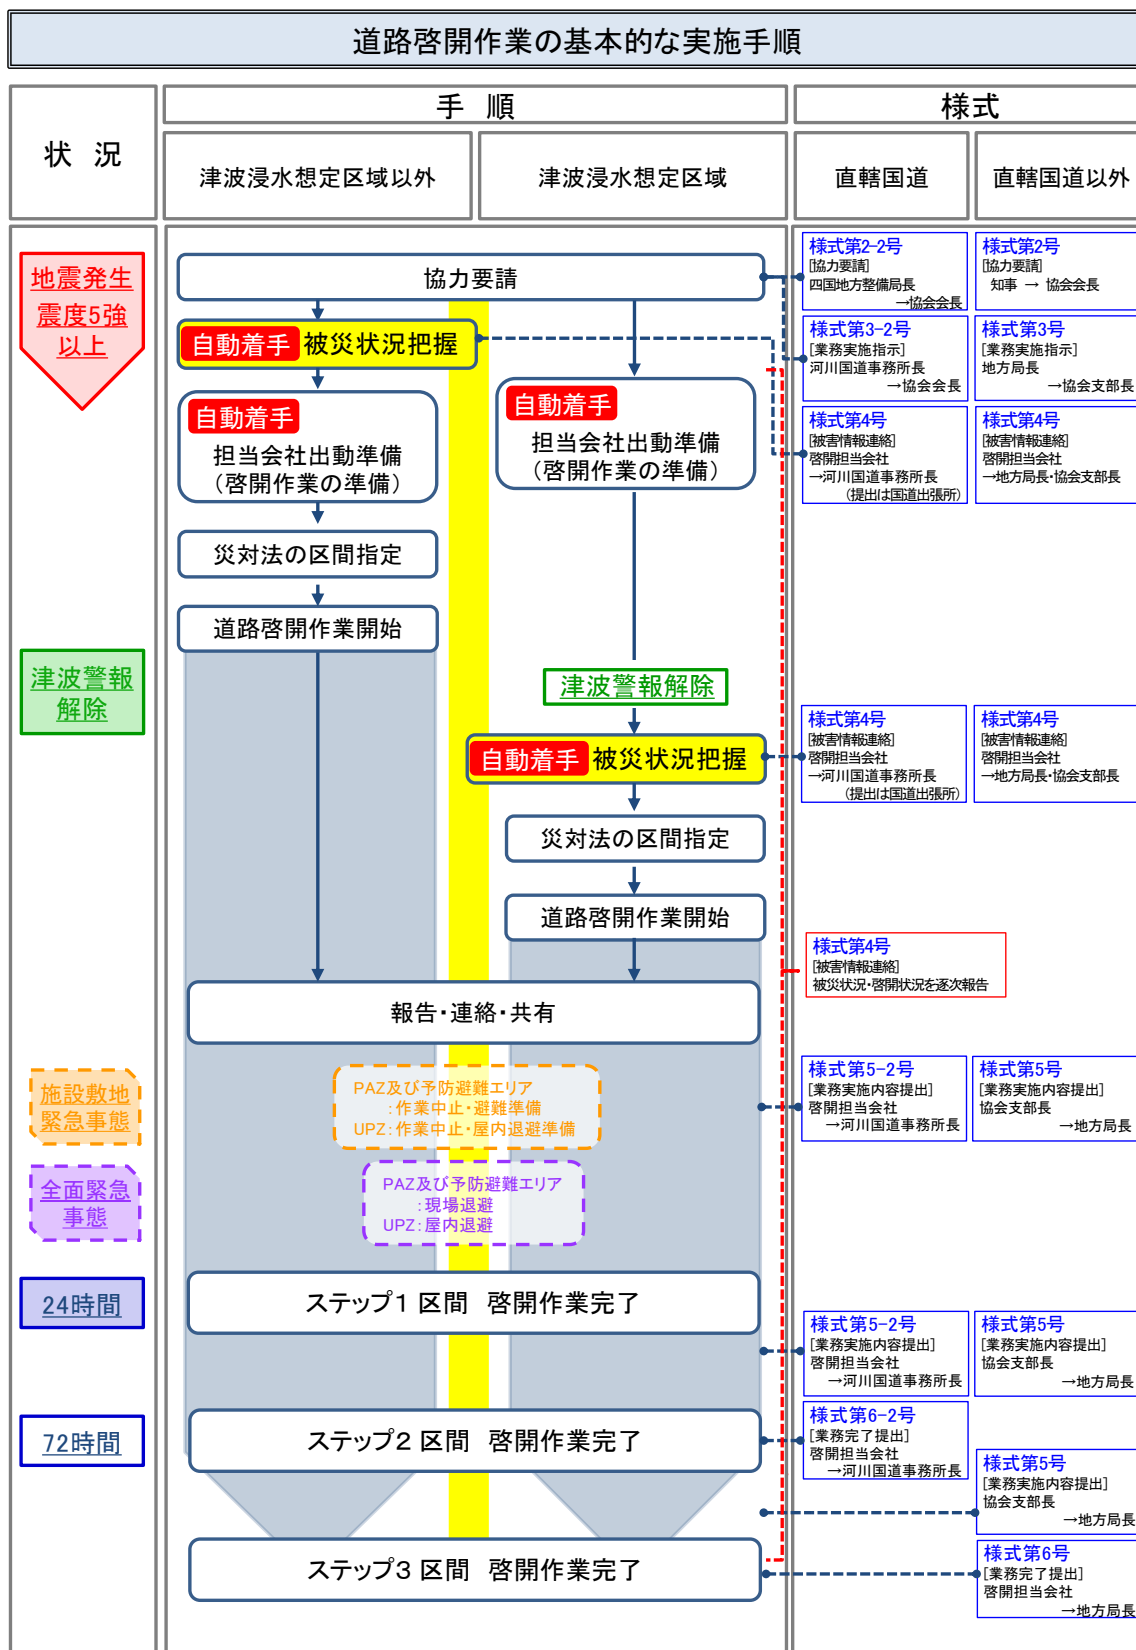 道路啓開作業の基本的な実施手順
状 況
手 順
様式
津波浸水想定区域以外
津波浸水想定区域
直轄国道
直轄国道以外
地震発生
震度5強
以上
協力要請
自動着手 被災状況把握
自動着手
担当会社出動準備
(啓開作業の準備)
災対法の区間指定
道路啓開作業開始
自動着手
担当会社出動準備
(啓開作業の準備)
様式第2-2号
[協力要請]
四国地方整備局長
→協会会長
様式第2号
[協力要請]
知事 → 協会会長
様式第3-2号
[業務実施指示]
河川国道事務所長
→協会会長
様式第3号
[業務実施指示]
地方局長
→協会支部長
様式第4号
[被害情報連絡]
啓開担当会社
→河川国道事務所長
(提出は国道出張所)
様式第4号
[被害情報連絡]
啓開担当会社
→地方局長・協会支部長
津波警報
解除
津波警報解除
自動着手 被災状況把握
災対法の区間指定
道路啓開作業開始
様式第4号
[被害情報連絡]
啓開担当会社
→河川国道事務所長
(提出は国道出張所)
様式第4号
[被害情報連絡]
啓開担当会社
→地方局長・協会支部長
様式第4号
[被害情報連絡]
被災状況・啓開状況を逐次報告
報告・連絡・共有
施設敷地
緊急事態
PAZ及び予防避難エリア
:作業中止・避難準備
UPZ:作業中止・屋内退避準備
様式第5-2号
[業務実施内容提出]
啓開担当会社
→河川国道事務所長
様式第5号
[業務実施内容提出]
協会支部長
→地方局長
全面緊急
事態
PAZ及び予防避難エリア
:現場退避
UPZ:屋内退避
24時間
ステップ1 区間 啓開作業完了
様式第5-2号
[業務実施内容提出]
啓開担当会社
→河川国道事務所長
様式第5号
[業務実施内容提出]
協会支部長
→地方局長
72時間
ステップ2 区間 啓開作業完了
様式第6-2号
[業務完了提出]
啓開担当会社
→河川国道事務所長
様式第5号
[業務実施内容提出]
協会支部長
→地方局長
ステップ3 区間 啓開作業完了
様式第6号
[業務完了提出]
啓開担当会社
→地方局長